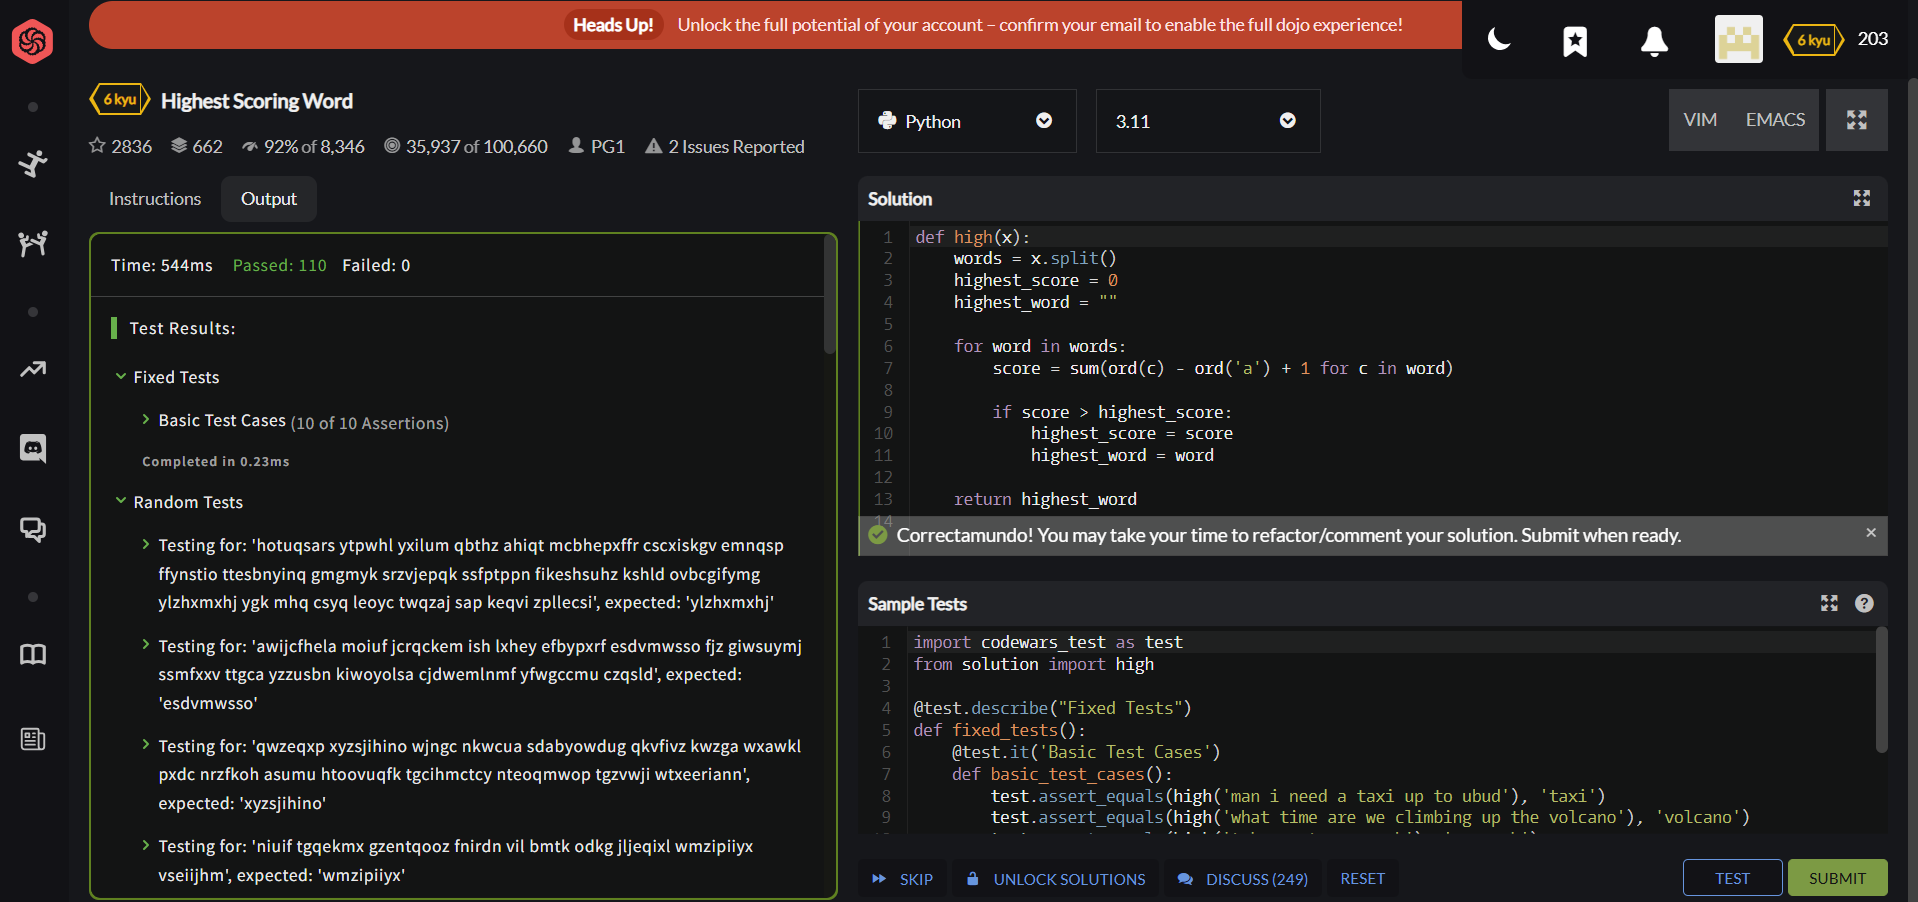 Heads Up! Unlock the full potential of your account – confirm your email to enable the full dojo experience!
6 kyu 203
6 kyu Highest Scoring Word
2836 662 92% of 8,346 35,937 of 100,660 PG1 2 Issues Reported
Instructions Output
Time: 544ms Passed: 110 Failed: 0
Test Results:
Fixed Tests
Basic Test Cases (10 of 10 Assertions)
Completed in 0.23ms
Random Tests
Testing for: 'hotuqsars ytpwhl yxilum qbthz ahiqt mcbhepxffr cscxiskgv emnqsp
ffynstio ttesbnyinq gmgmyk srzvjepqk ssfptppn fikeshsuhz kshld ovbcgifymg
ylzhxmxhj ygk mhq csyq leoyc twqzaj sap keqvi zpllecsi', expected: 'ylzhxmxhj'
Testing for: 'awijcfhela moiuf jcrqckem ish lxhey efbypxrf esdvmwsso fjz giwsuymj
ssmfxxv ttgca yzzusbn kiwoyolsa cjdwemlnmf yfwgccmu czqsld', expected:
'esdvmwsso'
Testing for: 'qwzeqxp xyzsjihino wjngc nkwcua sdabyowdug qkvfivz kwzga wxawkl
pxdc nrzfkoh asumu htoovuqfk tgcihmctcy nteoqmwop tgzvwji wtxeeriann',
expected: 'xyzsjihino'
Testing for: 'niuif tgqekmx gzentqooz fnirdn vil bmtk odkg jljeqixl wmzipiiyx
vseiijhm', expected: 'wmzipiiyx'
Python 3.11 VIM EMACS
Solution
1 def high(x):
2 words = x.split()
3 highest_score = 0
4 highest_word = ""
5
6 for word in words:
7 score = sum(ord(c) - ord('a') + 1 for c in word)
8
9 if score > highest_score:
10 highest_score = score
11 highest_word = word
12
13 return highest_word
14
Correctamundo! You may take your time to refactor/comment your solution. Submit when ready.
Sample Tests
1 import codewars_test as test
2 from solution import high
3
4 @test.describe("Fixed Tests")
5 def fixed_tests():
6 @test.it('Basic Test Cases')
7 def basic_test_cases():
8 test.assert_equals(high('man i need a taxi up to ubud'), 'taxi')
9 test.assert_equals(high('what time are we climbing up the volcano'), 'volcano')
SKIP UNLOCK SOLUTIONS DISCUSS (249) RESET TEST SUBMIT